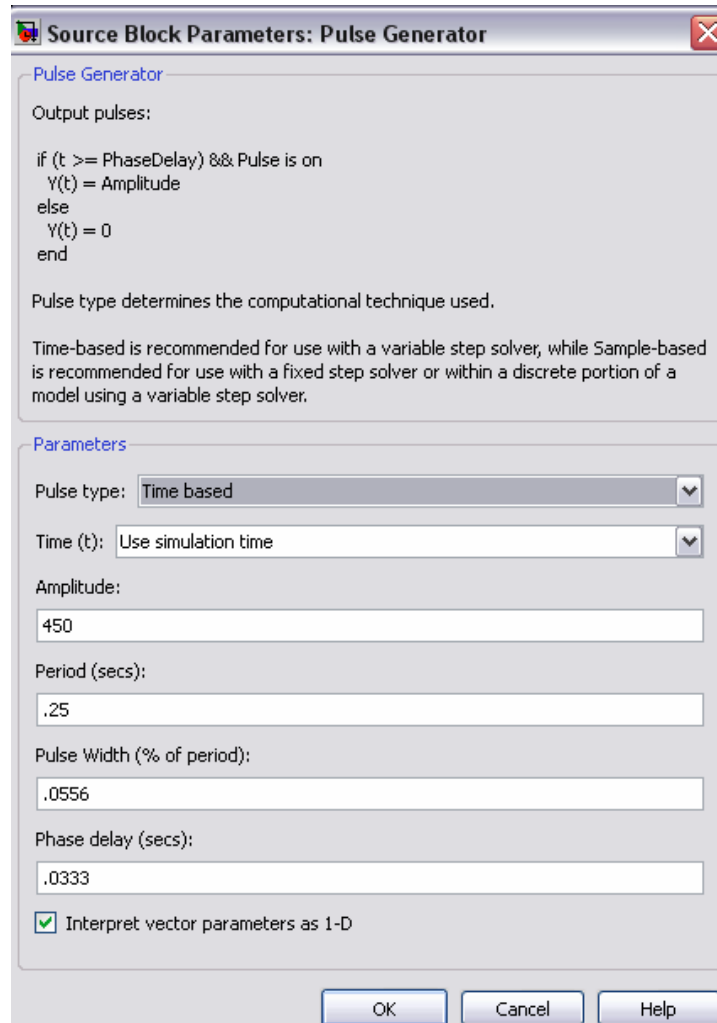 Source Block Parameters: Pulse Generator
Pulse Generator
Output pulses:
if (t >= PhaseDelay) && Pulse is on
Y(t) = Amplitude
else
Y(t) = 0
end
Pulse type determines the computational technique used.
Time-based is recommended for use with a variable step solver, while Sample-based
is recommended for use with a fixed step solver or within a discrete portion of a
model using a variable step solver.
Parameters
Pulse type: Time based
Time (t): Use simulation time
Amplitude:
450
Period (secs):
.25
Pulse Width (% of period):
.0556
Phase delay (secs):
.0333
Interpret vector parameters as 1-D
OK Cancel Help